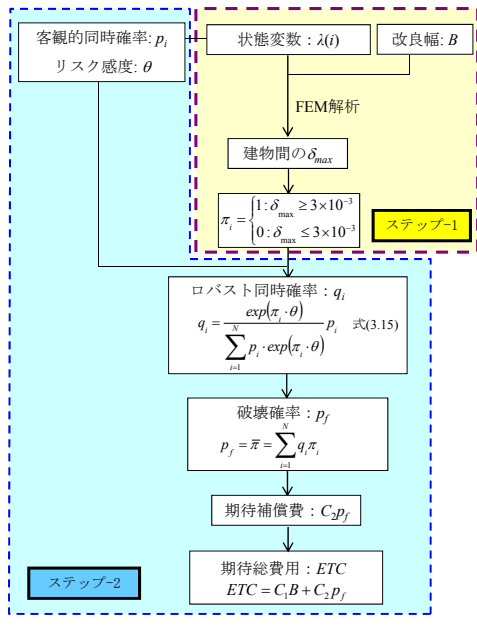 客観的同時確率: p_i
リスク感度: θ
状態変数：λ(i)
改良幅: B
FEM解析
建物間のδ_max
π_i = { 1 : δ_max ≥ 3×10^{-3}
0 : δ_max ≤ 3×10^{-3}
ステップ-1
ロバスト同時確率：q_i
q_i = exp(π_i·θ) / ∑_{i=1}^{N} p_i·exp(π_i·θ) p_i 式(3.15)
破壊確率：p_f
p_f = π̄ = ∑_{i=1}^{N} q_i π_i
期待補償費：C_2 p_f
期待総費用：ETC
ETC = C_1 B + C_2 p_f
ステップ-2